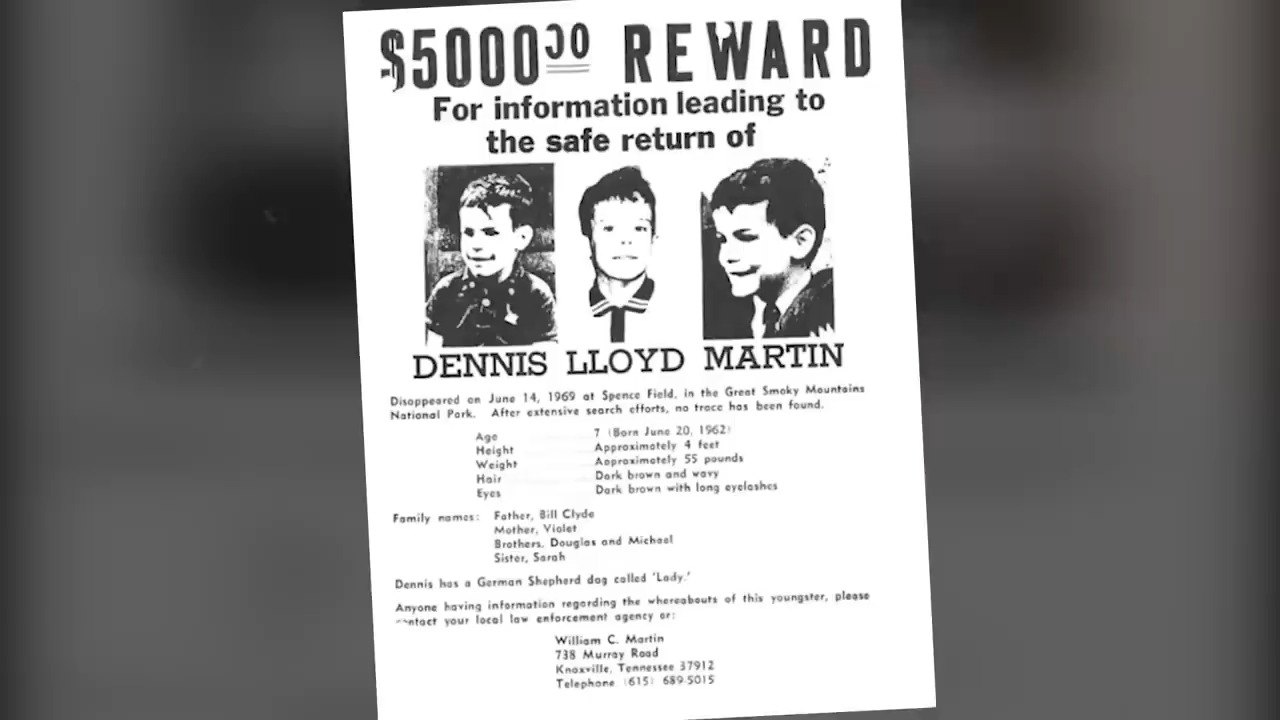 $5000.00 REWARD
For information leading to
the safe return of
DENNIS LLOYD MARTIN
Disappeared on June 14, 1969 at Spence Field, in the Great Smoky Mountains
National Park. After extensive search efforts, no trace has been found.
Age 7 (Born June 20, 1962)
Height Approximately 4 feet
Weight Approximately 55 pounds
Hair Dark brown and wavy
Eyes Dark brown with long eyelashes
Family names: Father, Bill Clyde
Mother, Violet
Brothers, Douglas and Michael
Sister, Sarah
Dennis has a German Shepherd dog called 'Lady.'
Anyone having information regarding the whereabouts of this youngster, please
contact your local law enforcement agency or:
William C. Martin
738 Murray Road
Knoxville, Tennessee 37912
Telephone (615) 689-5015